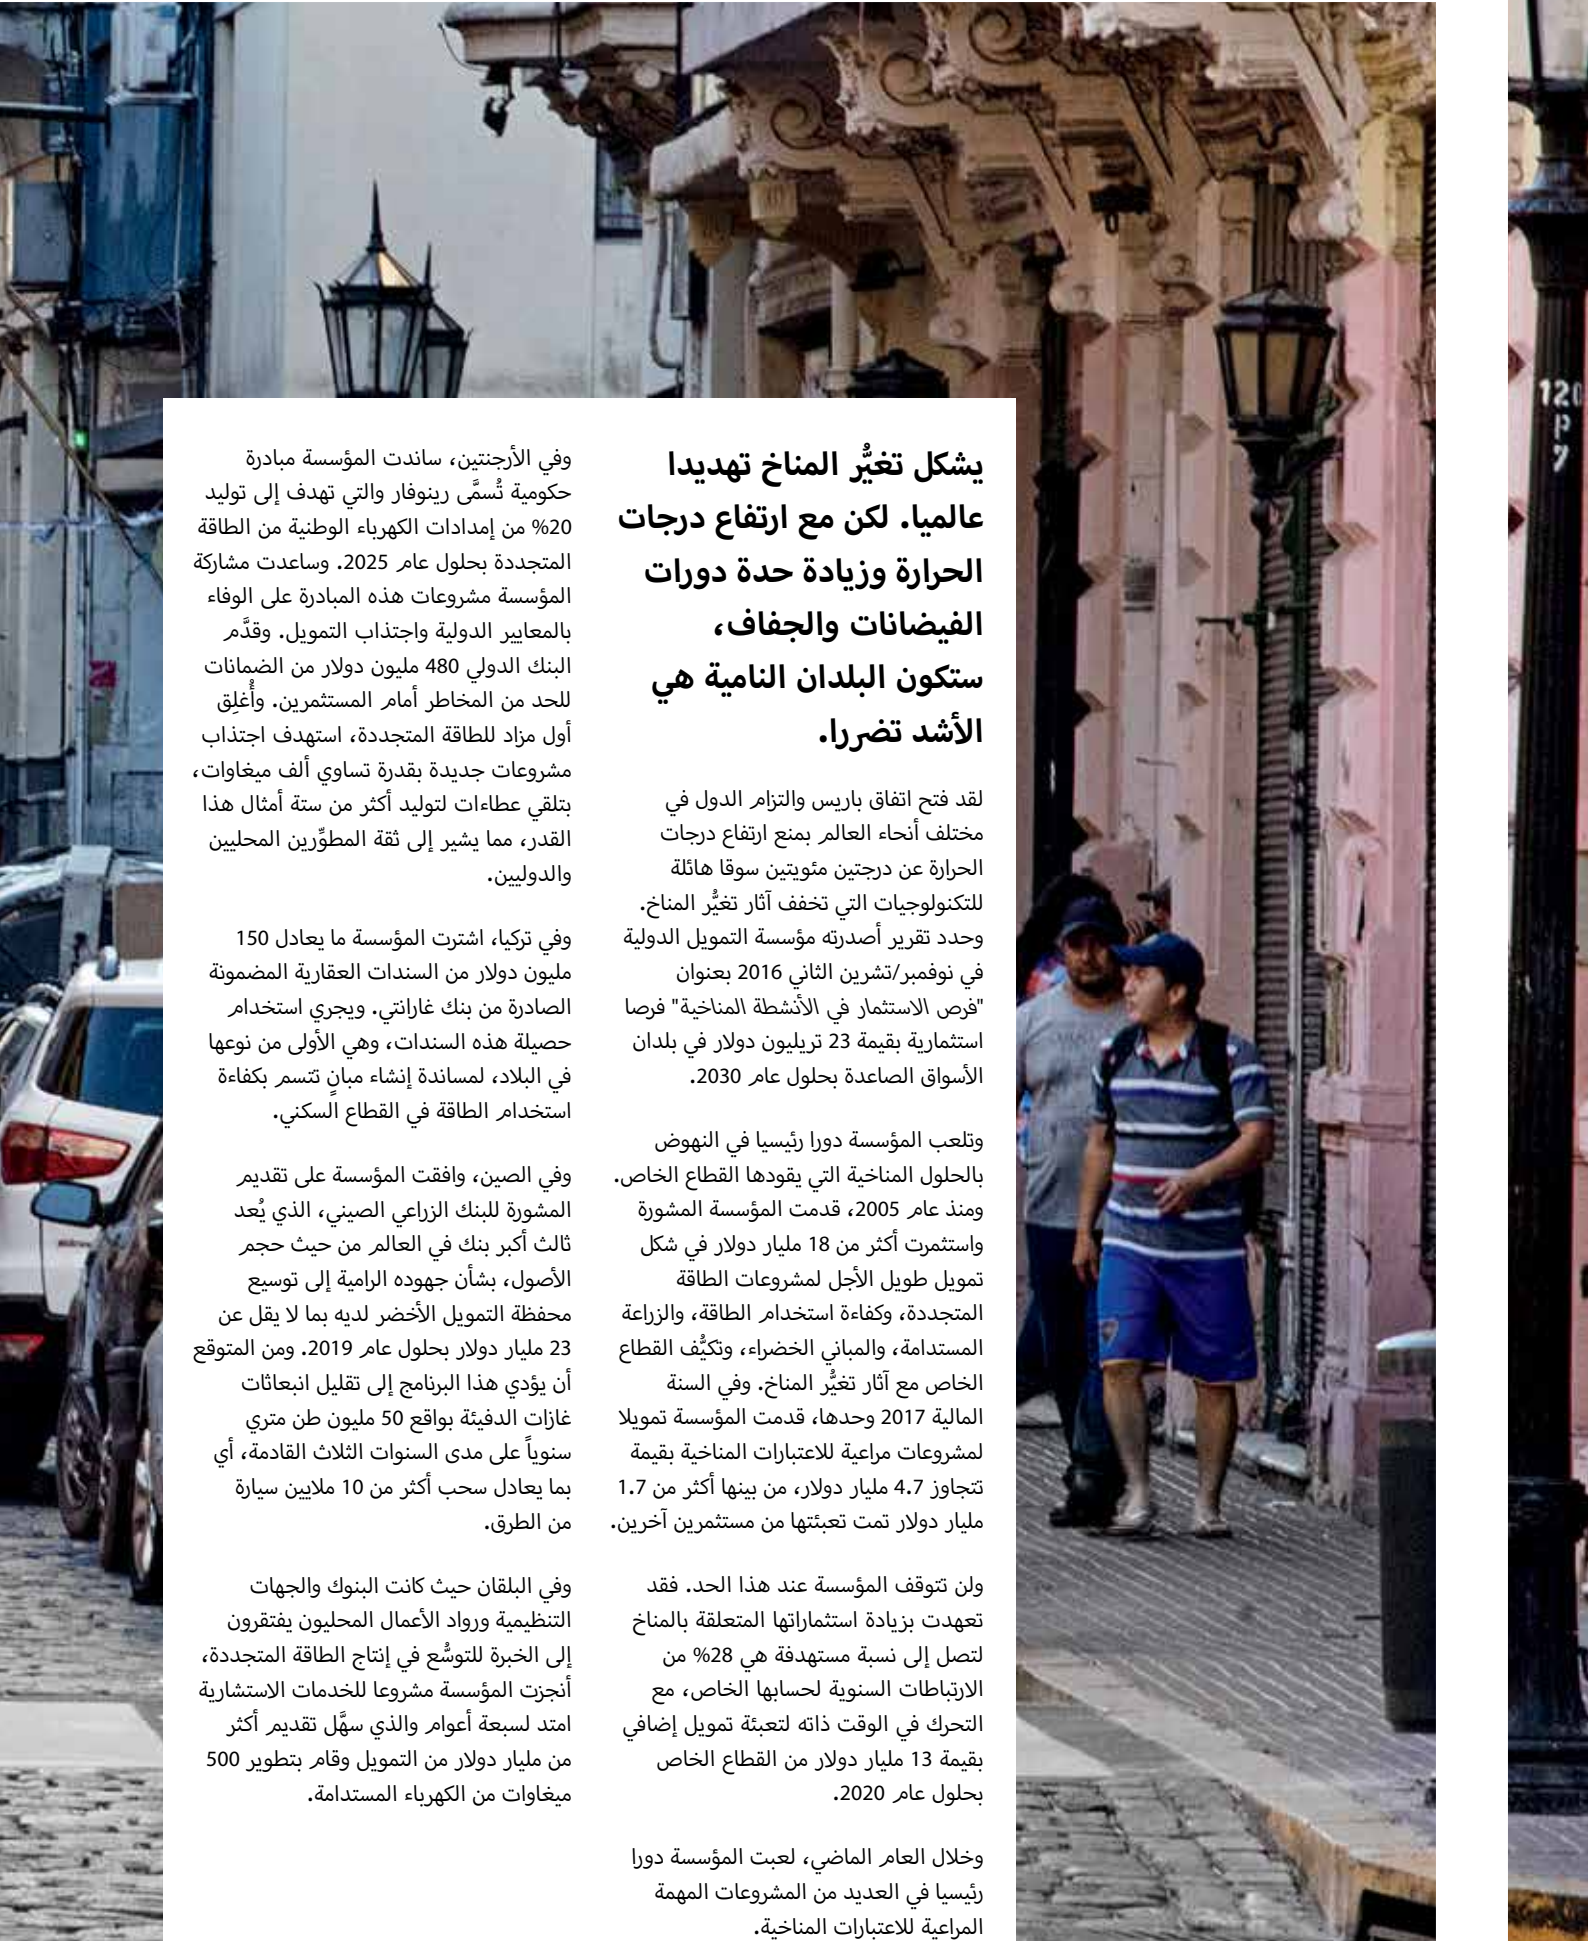 يشكل تغيُّر المناخ تهديدا
عالميا. لكن مع ارتفاع درجات
الحرارة وزيادة حدة دورات
الفيضانات والجفاف،
ستكون البلدان النامية هي
الأشد تضررا.
لقد فتح اتفاق باريس والتزام الدول في
مختلف أنحاء العالم بمنع ارتفاع درجات
الحرارة عن درجتين مئويتين سوقا هائلة
للتكنولوجيات التي تخفف آثار تغيُّر المناخ.
وحدد تقرير أصدرته مؤسسة التمويل الدولية
في نوفمبر/تشرين الثاني 2016 بعنوان
"فرص الاستثمار في الأنشطة المناخية" فرصا
استثمارية بقيمة 23 تريليون دولار في بلدان
الأسواق الصاعدة بحلول عام 2030.
وتلعب المؤسسة دورا رئيسيا في النهوض
بالحلول المناخية التي يقودها القطاع الخاص.
ومنذ عام 2005، قدمت المؤسسة المشورة
واستثمرت أكثر من 18 مليار دولار في شكل
تمويل طويل الأجل لمشروعات الطاقة
المتجددة، وكفاءة استخدام الطاقة، والزراعة
المستدامة، والمباني الخضراء، وتكيُّف القطاع
الخاص مع آثار تغيُّر المناخ. وفي السنة
المالية 2017 وحدها، قدمت المؤسسة تمويلا
لمشروعات مراعية للاعتبارات المناخية بقيمة
تتجاوز 4.7 مليار دولار، من بينها أكثر من 1.7
مليار دولار تمت تعبئتها من مستثمرين آخرين.
ولن تتوقف المؤسسة عند هذا الحد. فقد
تعهدت بزيادة استثماراتها المتعلقة بالمناخ
لتصل إلى نسبة مستهدفة هي 28% من
الارتباطات السنوية لحسابها الخاص، مع
التحرك في الوقت ذاته لتعبئة تمويل إضافي
بقيمة 13 مليار دولار من القطاع الخاص
بحلول عام 2020.
وخلال العام الماضي، لعبت المؤسسة دورا
رئيسيا في العديد من المشروعات المهمة
المراعية للاعتبارات المناخية.
وفي الأرجنتين، ساندت المؤسسة مبادرة
حكومية تُسمَّى رينوفار والتي تهدف إلى توليد
20% من إمدادات الكهرباء الوطنية من الطاقة
المتجددة بحلول عام 2025. وساعدت مشاركة
المؤسسة مشروعات هذه المبادرة على الوفاء
بالمعايير الدولية واجتذاب التمويل. وقدَّم
البنك الدولي 480 مليون دولار من الضمانات
للحد من المخاطر أمام المستثمرين. وأُغلِق
أول مزاد للطاقة المتجددة، استهدف اجتذاب
مشروعات جديدة بقدرة تساوي ألف ميغاوات،
بتلقي عطاءات لتوليد أكثر من ستة أمثال هذا
القدر، مما يشير إلى ثقة المطوِّرين المحليين
والدوليين.
وفي تركيا، اشترت المؤسسة ما يعادل 150
مليون دولار من السندات العقارية المضمونة
الصادرة من بنك غارانتي. ويجري استخدام
حصيلة هذه السندات، وهي الأولى من نوعها
في البلاد، لمساندة إنشاء مبانٍ تتسم بكفاءة
استخدام الطاقة في القطاع السكني.
وفي الصين، وافقت المؤسسة على تقديم
المشورة للبنك الزراعي الصيني، الذي يُعد
ثالث أكبر بنك في العالم من حيث حجم
الأصول، بشأن جهوده الرامية إلى توسيع
محفظة التمويل الأخضر لديه بما لا يقل عن
23 مليار دولار بحلول عام 2019. ومن المتوقع
أن يؤدي هذا البرنامج إلى تقليل انبعاثات
غازات الدفيئة بواقع 50 مليون طن متري
سنوياً على مدى السنوات الثلاث القادمة، أي
بما يعادل سحب أكثر من 10 ملايين سيارة
من الطرق.
وفي البلقان حيث كانت البنوك والجهات
التنظيمية ورواد الأعمال المحليون يفتقرون
إلى الخبرة للتوسُّع في إنتاج الطاقة المتجددة،
أنجزت المؤسسة مشروعا للخدمات الاستشارية
امتد لسبعة أعوام والذي سهَّل تقديم أكثر
من مليار دولار من التمويل وقام بتطوير 500
ميغاوات من الكهرباء المستدامة.
120
P
7